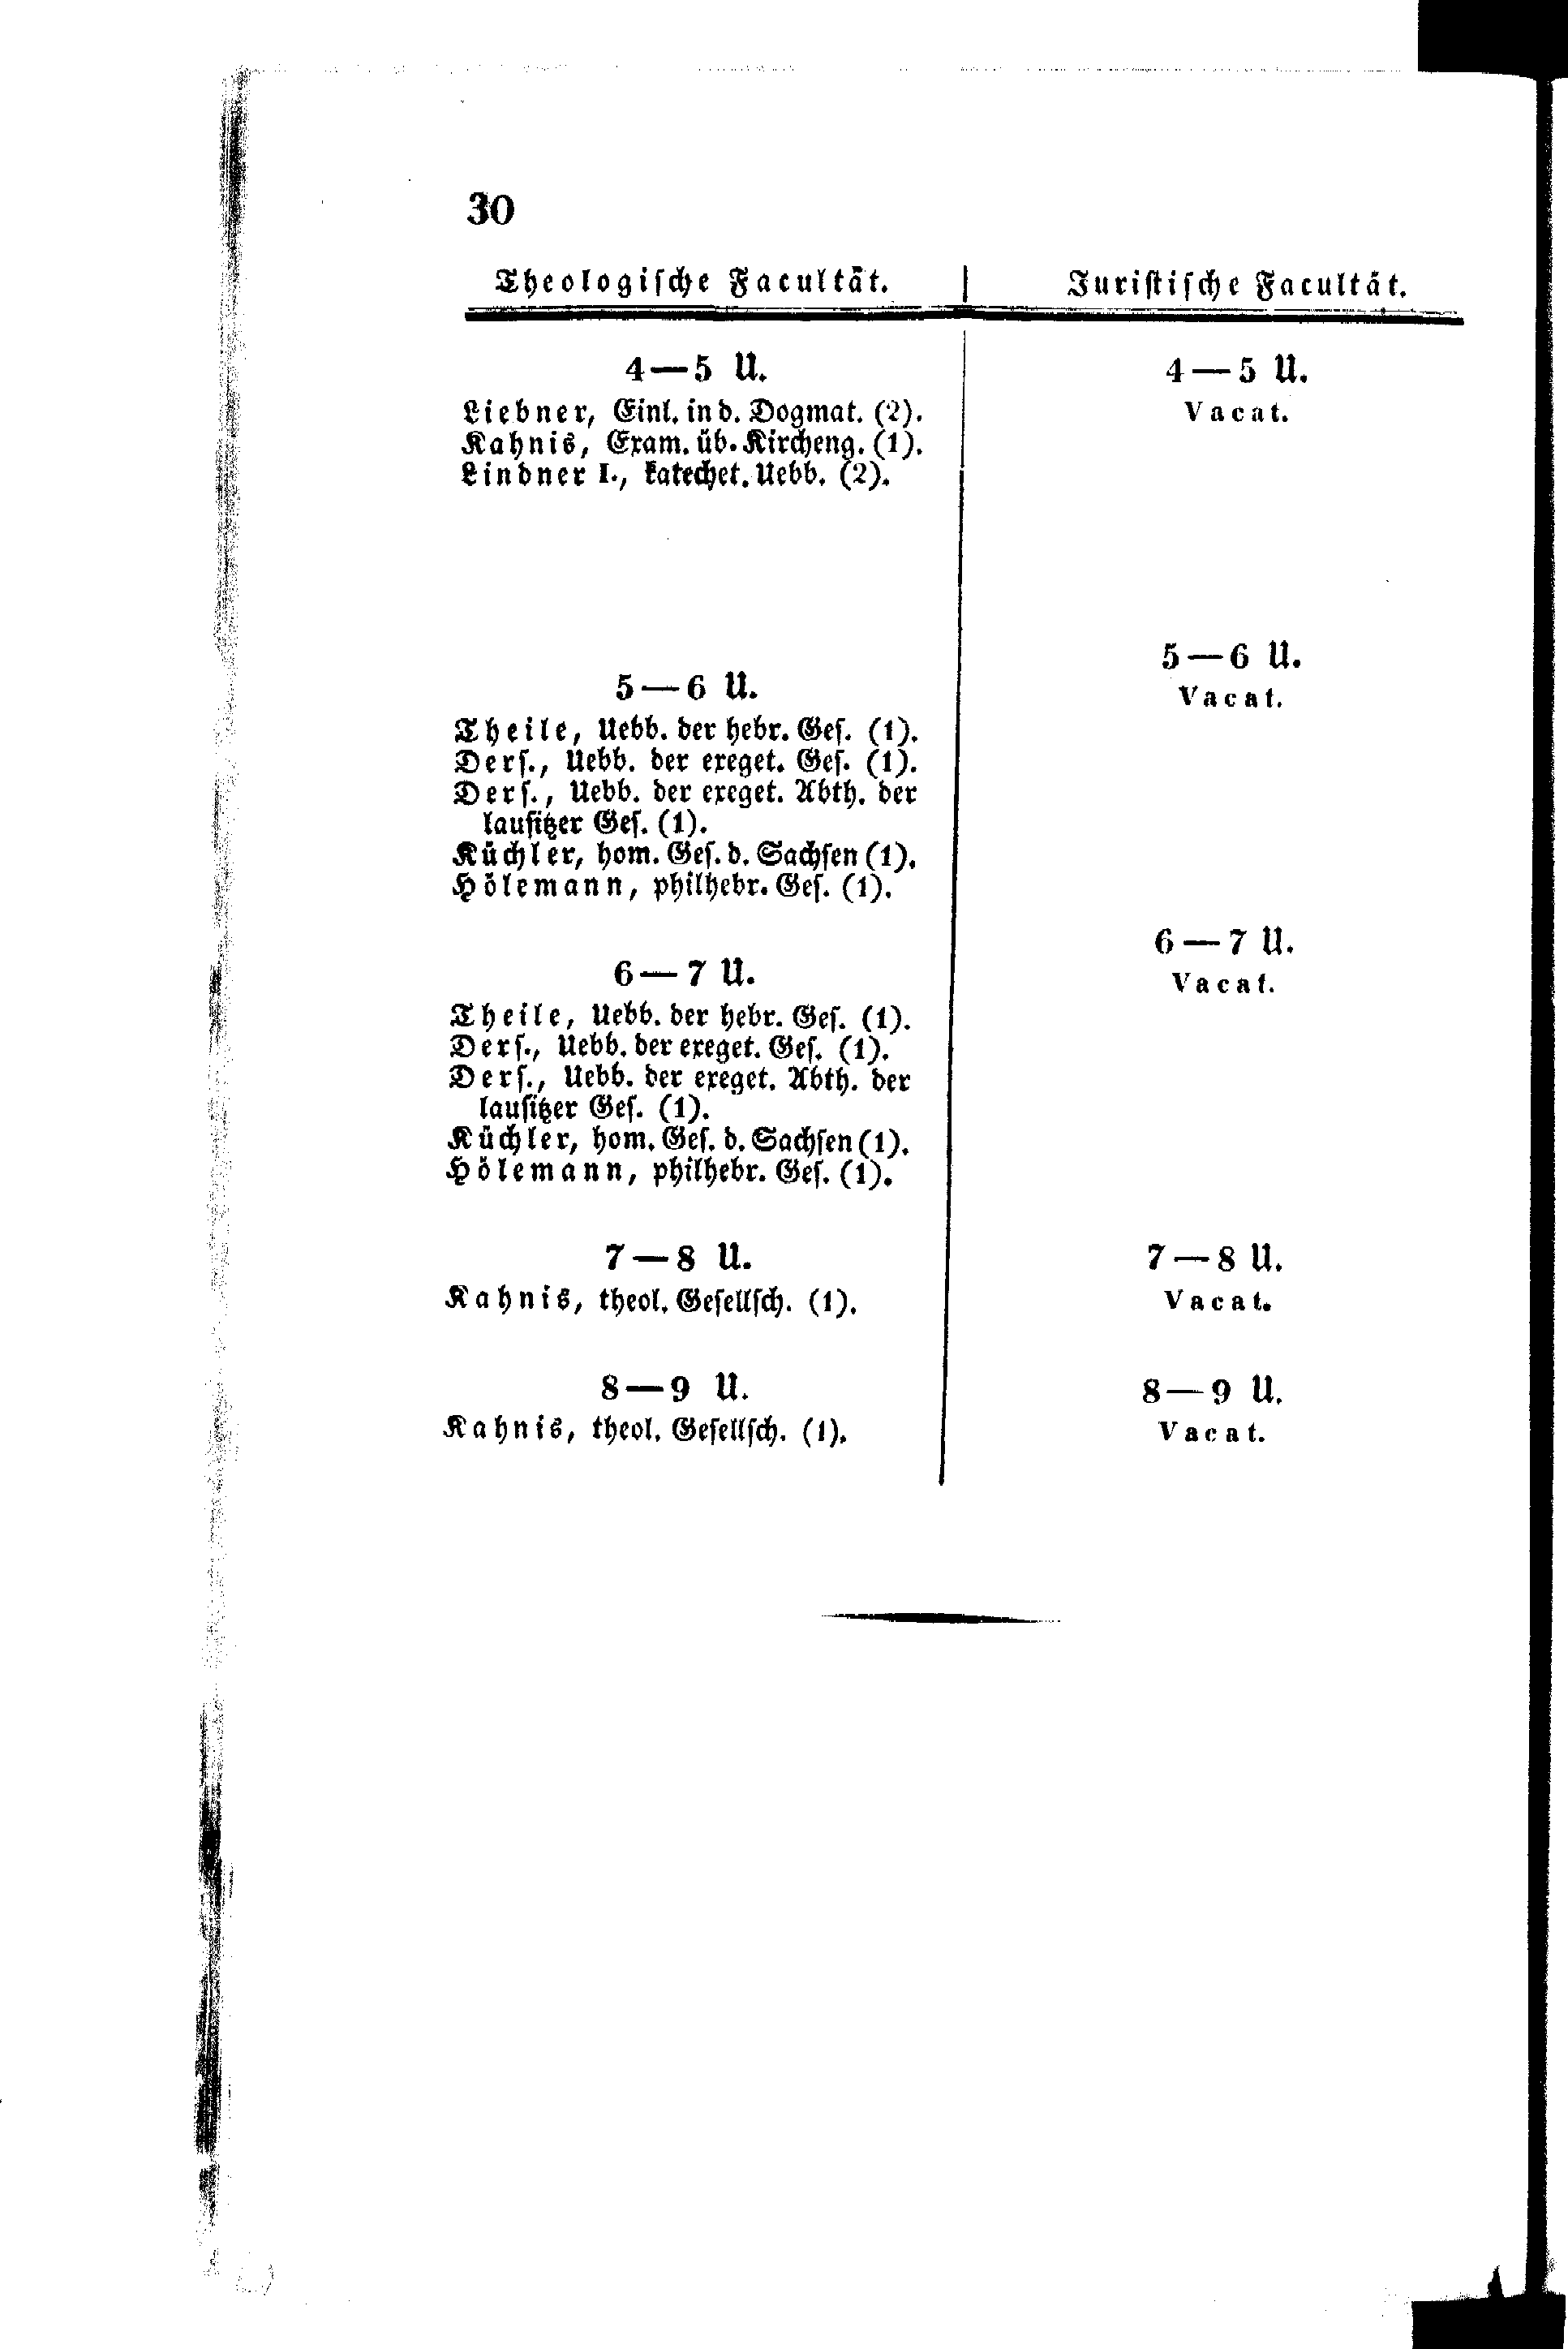 30
Theologische Facultät.
4—5 U.
Liebner, Einl. in d. Dogmat. (2).
Kahnis, Exam. üb. Kircheng. (1).
Lindner I., katechet. Uebb. (2).
5—6 U.
Theile, Uebb. der hebr. Ges. (1).
Ders., Uebb. der exeget. Ges. (1).
Ders., Uebb. der exeget. Abth. der
lausitzer Ges. (1).
Küchler, hom. Ges. d. Sachsen (1).
Hölemann, philhebr. Ges. (1).
6—7 U.
Theile, Uebb. der hebr. Ges. (1).
Ders., Uebb. der exeget. Ges. (1).
Ders., Uebb. der exeget. Abth. der
lausitzer Ges. (1).
Küchler, hom. Ges. d. Sachsen (1).
Hölemann, philhebr. Ges. (1).
7—8 U.
Kahnis, theol. Gesellsch. (1).
8—9 U.
Kahnis, theol. Gesellsch. (1).
Juristische Facultät.
4—5 U.
Vacat.
5—6 U.
Vacat.
6—7 U.
Vacat.
7—8 U.
Vacat.
8—9 U.
Vacat.